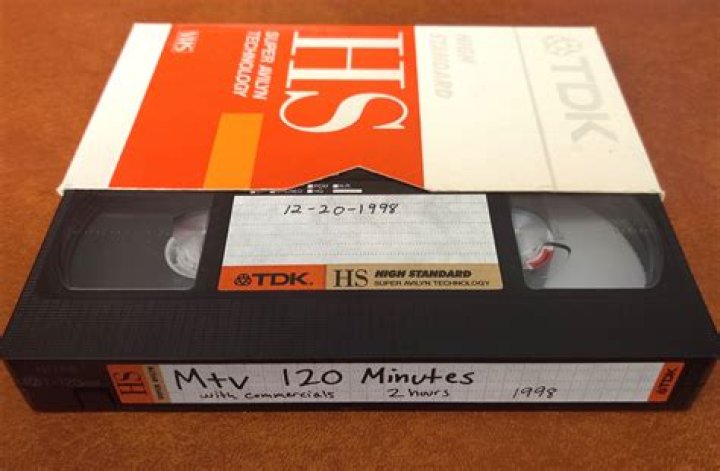 TDK
HIGH
STANDARD
HS
SUPER AVILYN
TECHNOLOGY
VHS
12-20-1998
TDK.
HS HIGH STANDARD
SUPER AVILYN TECHNOLOGY
HS
Mtv 120 Minutes
with commercials 2 hours 1998
TDK